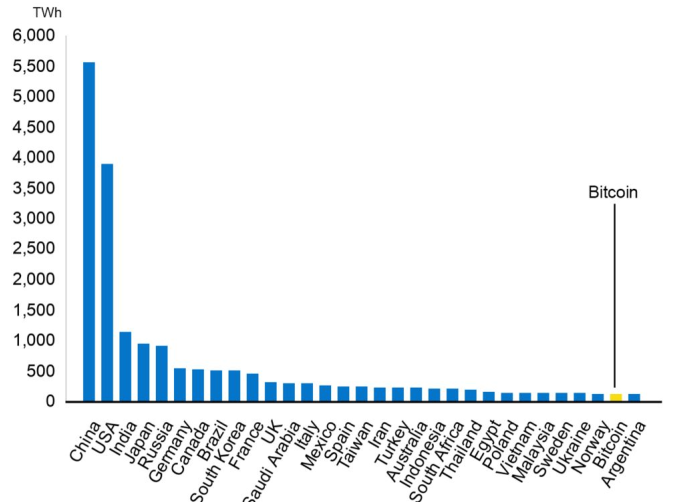 TWh
6,000
5,500
5,000
4,500
4,000
3,500
3,000
2,500
2,000
1,500
1,000
500
0
Bitcoin
China
USA
India
Japan
Russia
Germany
Canada
Brazil
South Korea
France
UK
Saudi Arabia
Italy
Mexico
Spain
Taiwan
Iran
Turkey
Australia
Indonesia
South Africa
Thailand
Egypt
Poland
Vietnam
Malaysia
Sweden
Ukraine
Norway
Bitcoin
Argentina